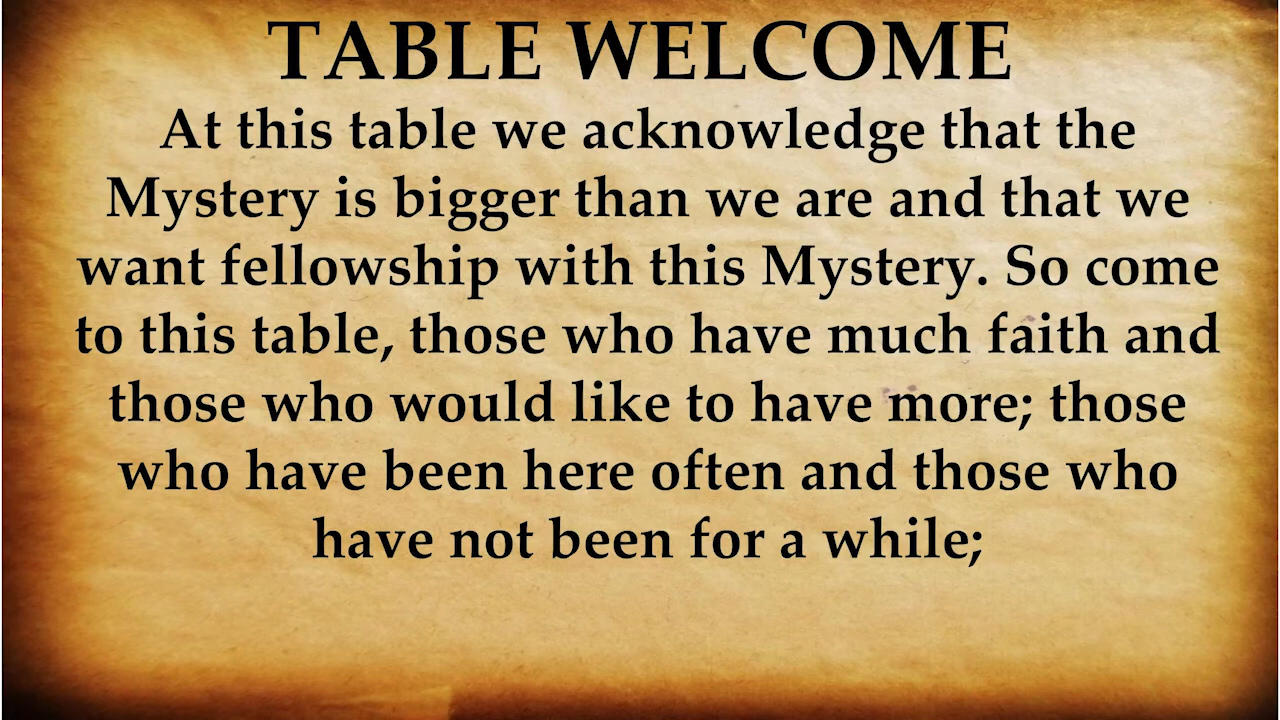 TABLE WELCOME
At this table we acknowledge that the
Mystery is bigger than we are and that we
want fellowship with this Mystery. So come
to this table, those who have much faith and
those who would like to have more; those
who have been here often and those who
have not been for a while;